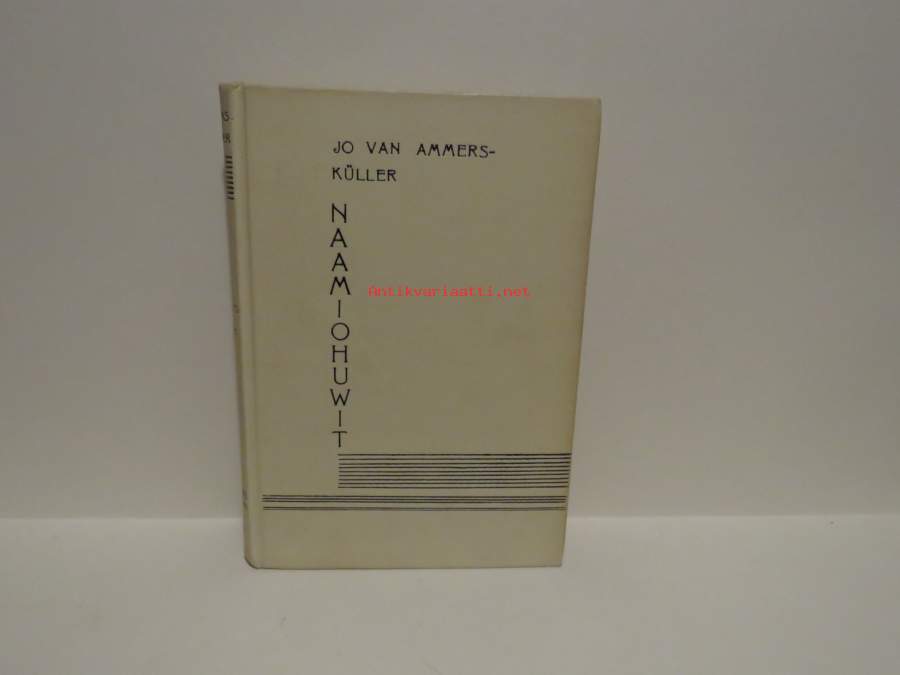 JO VAN AMMERS-
KÜLLER
NAAMIOHUWIT
Antikvariaatti.net